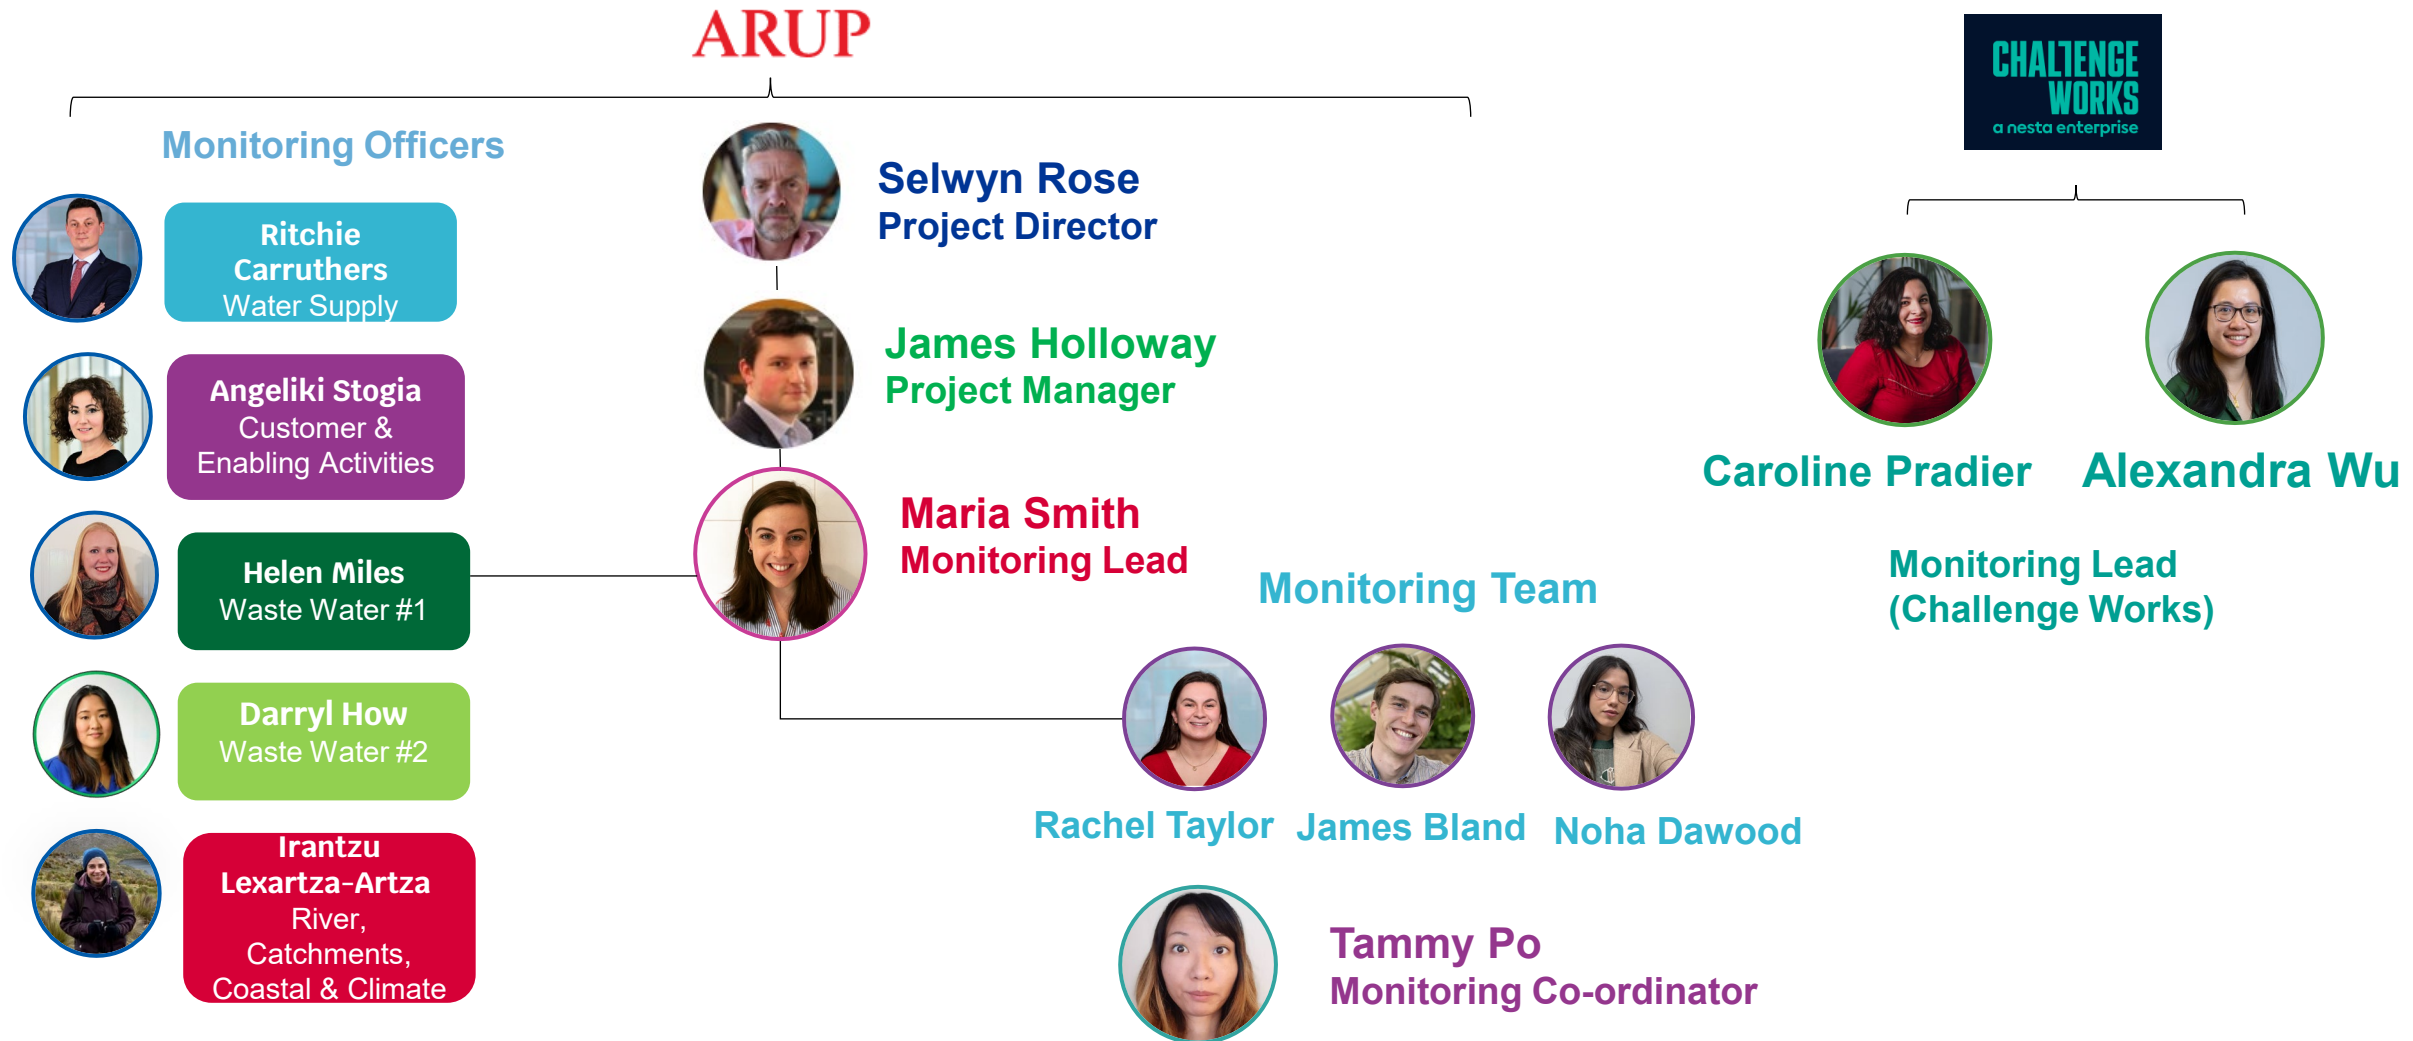 ARUP
CHALLENGE
WORKS
a nesta enterprise
Monitoring Officers
Ritchie
Carruthers
Water Supply
Angeliki Stogia
Customer &
Enabling Activities
Helen Miles
Waste Water #1
Darryl How
Waste Water #2
Irantzu
Lexartza-Artza
River,
Catchments,
Coastal & Climate
Selwyn Rose
Project Director
James Holloway
Project Manager
Maria Smith
Monitoring Lead
Monitoring Team
Rachel Taylor
James Bland
Noha Dawood
Tammy Po
Monitoring Co-ordinator
Caroline Pradier
Alexandra Wu
Monitoring Lead
(Challenge Works)